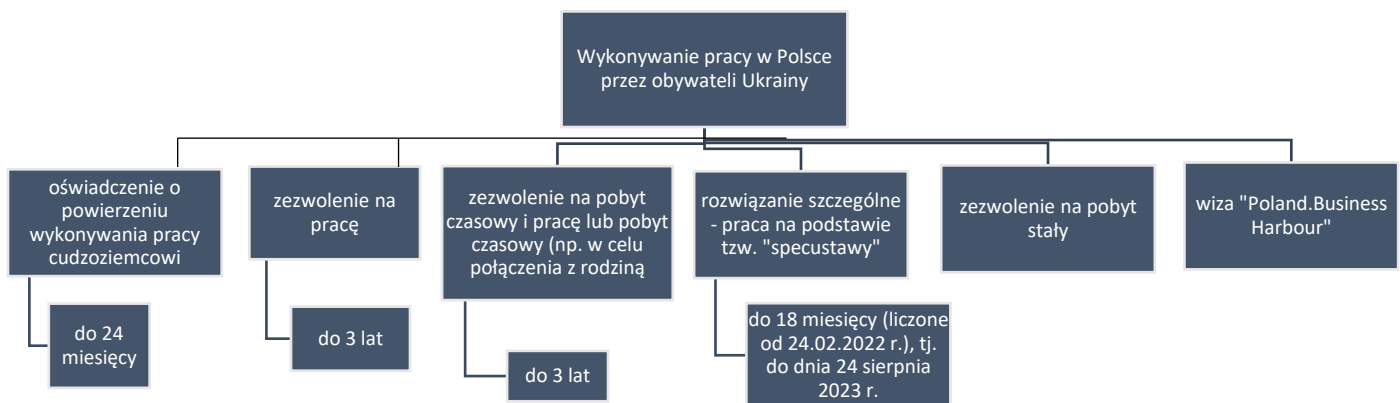 Wykonywanie pracy w Polsce
przez obywateli Ukrainy
oświadczenie o
powierzeniu
wykonywania pracy
cudzoziemcowi
do 24
miesięcy
zezwolenie na
pracę
do 3 lat
zezwolenie na pobyt
czasowy i pracę lub pobyt
czasowy (np. w celu
połączenia z rodziną
do 3 lat
rozwiązanie szczególne
- praca na podstawie
tzw. "specustawy"
do 18 miesięcy (liczone
od 24.02.2022 r.), tj.
do dnia 24 sierpnia
2023 r.
zezwolenie na pobyt
stały
wiza "Poland.Business
Harbour"